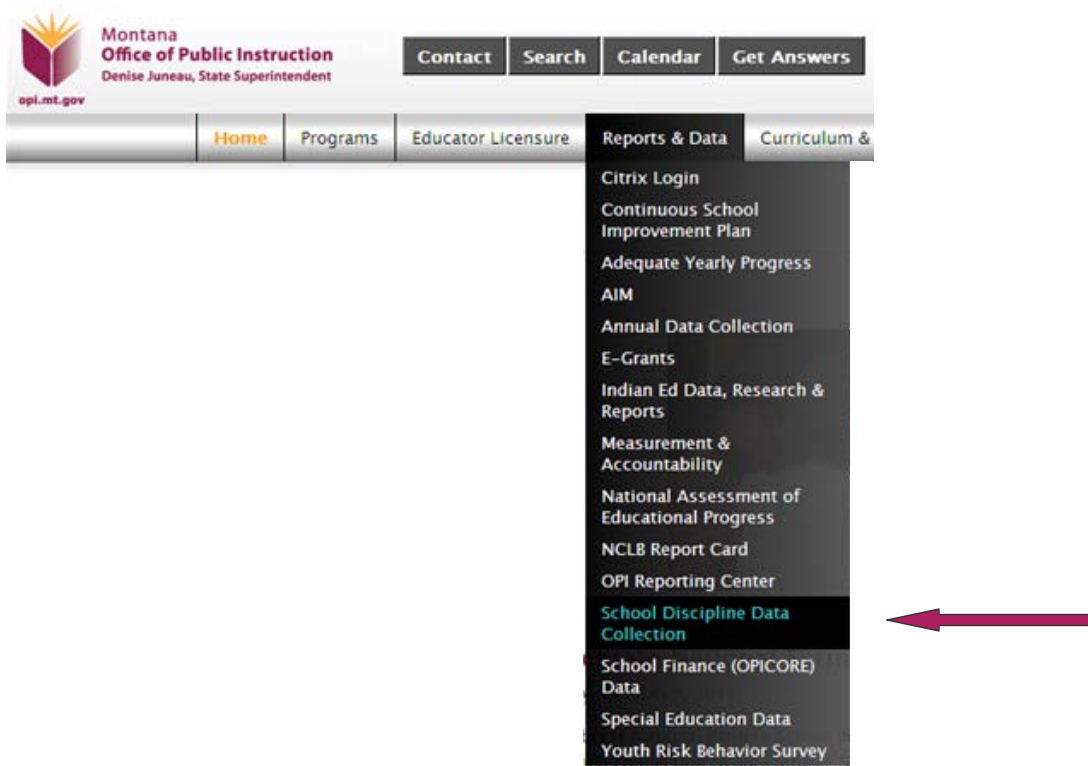 Montana
Office of Public Instruction
Denise Juneau, State Superintendent
opi.mt.gov
Contact Search Calendar Get Answers
Home Programs Educator Licensure Reports & Data Curriculum &
Citrix Login
Continuous School
Improvement Plan
Adequate Yearly Progress
AIM
Annual Data Collection
E-Grants
Indian Ed Data, Research &
Reports
Measurement &
Accountability
National Assessment of
Educational Progress
NCLB Report Card
OPI Reporting Center
School Discipline Data
Collection
School Finance (OPICORE)
Data
Special Education Data
Youth Risk Behavior Survey